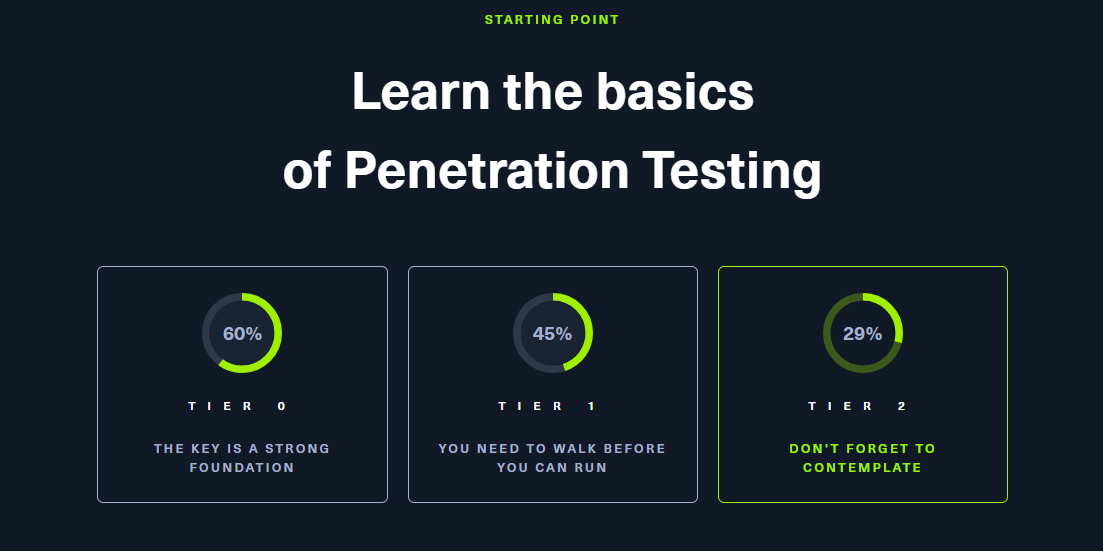 STARTING POINT
Learn the basics
of Penetration Testing
60%
45%
29%
TIER 0
TIER 1
TIER 2
THE KEY IS A STRONG
FOUNDATION
YOU NEED TO WALK BEFORE
YOU CAN RUN
DON'T FORGET TO
CONTEMPLATE